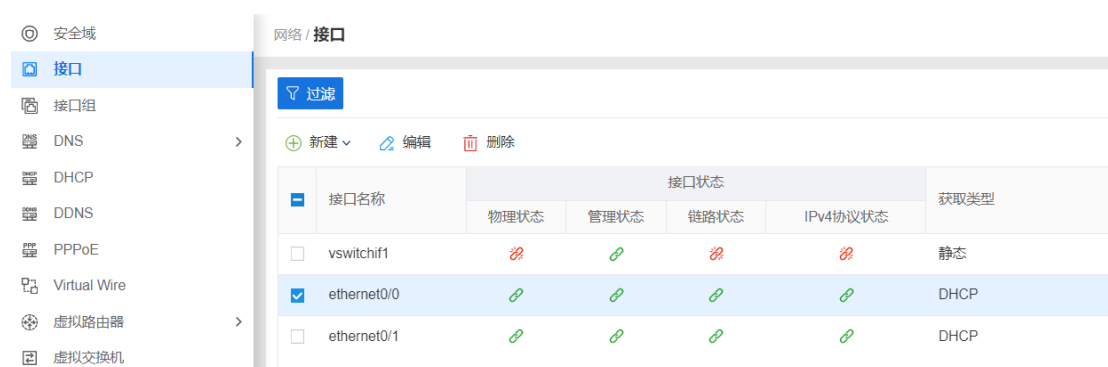 安全域
接口
接口组
DNS
DHCP
DDNS
PPPoE
Virtual Wire
虚拟路由器
虚拟交换机
网络 / 接口
过滤
新建 编辑 删除
接口名称 接口状态 获取类型
物理状态 管理状态 链路状态 IPv4协议状态
vswitchif1 静态
ethernet0/0 DHCP
ethernet0/1 DHCP